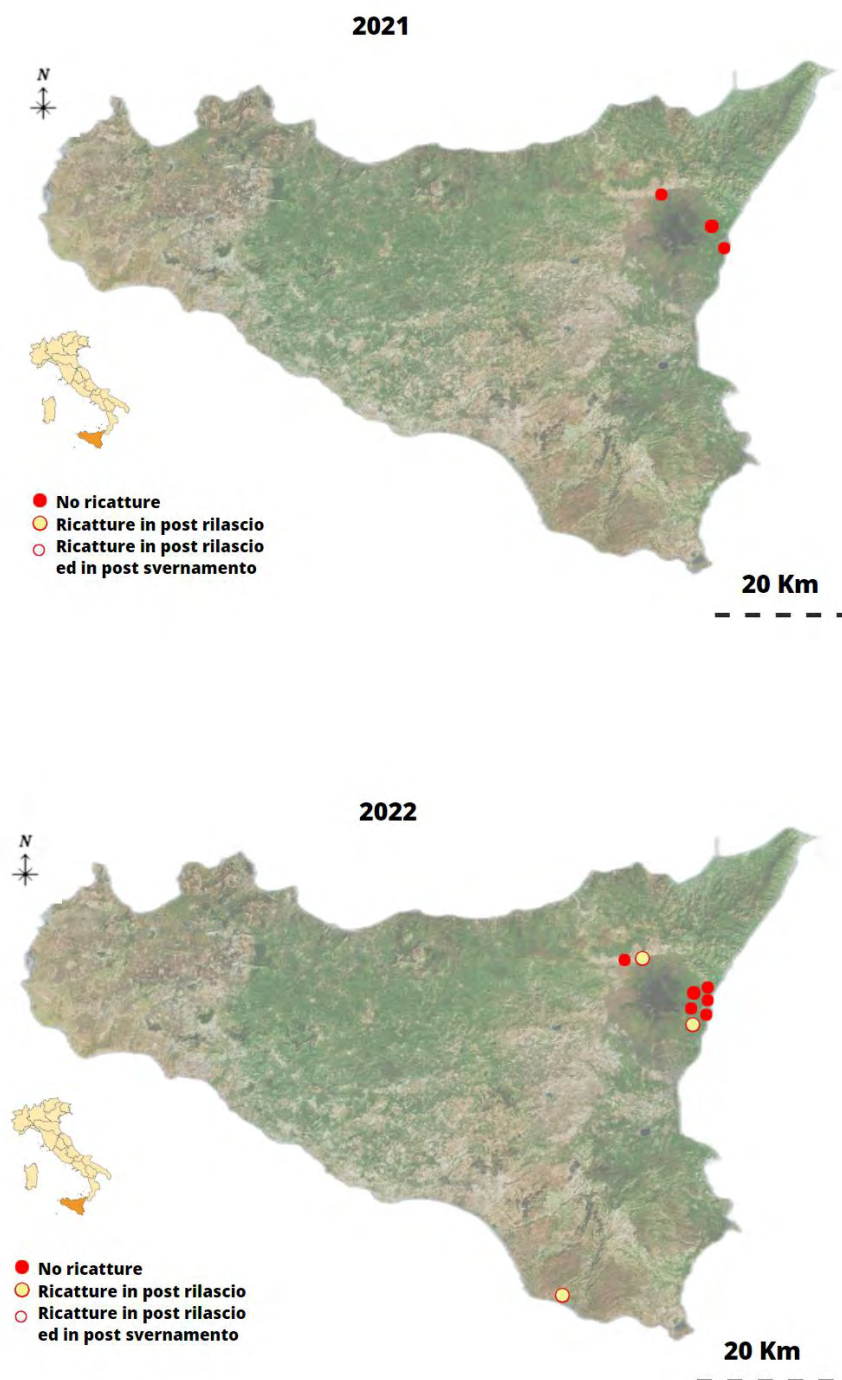 2021
N
No ricatture
Ricatture in post rilascio
Ricatture in post rilascio
ed in post svernamento
20 Km
2022
N
No ricatture
Ricatture in post rilascio
Ricatture in post rilascio
ed in post svernamento
20 Km